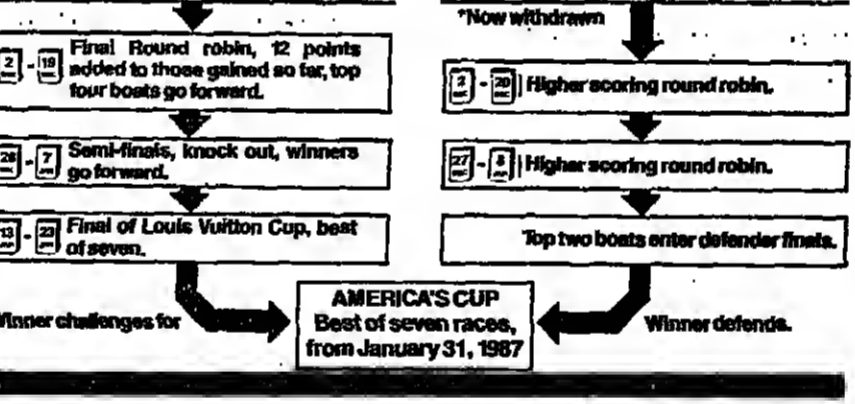 *Now withdrawn
2 - 19 Final Round robin, 12 points
added to those gained so far, top
four boats go forward.
28 - 7 Semi-finals, knock out, winners
go forward.
13 - 23 Final of Louis Vuitton Cup, best
of seven.
Winner challenges for
2 - 20 Higher scoring round robin.
27 - 8 Higher scoring round robin.
Top two boats enter defender finals.
Winner defends.
AMERICA'S CUP
Best of seven races,
from January 31, 1987